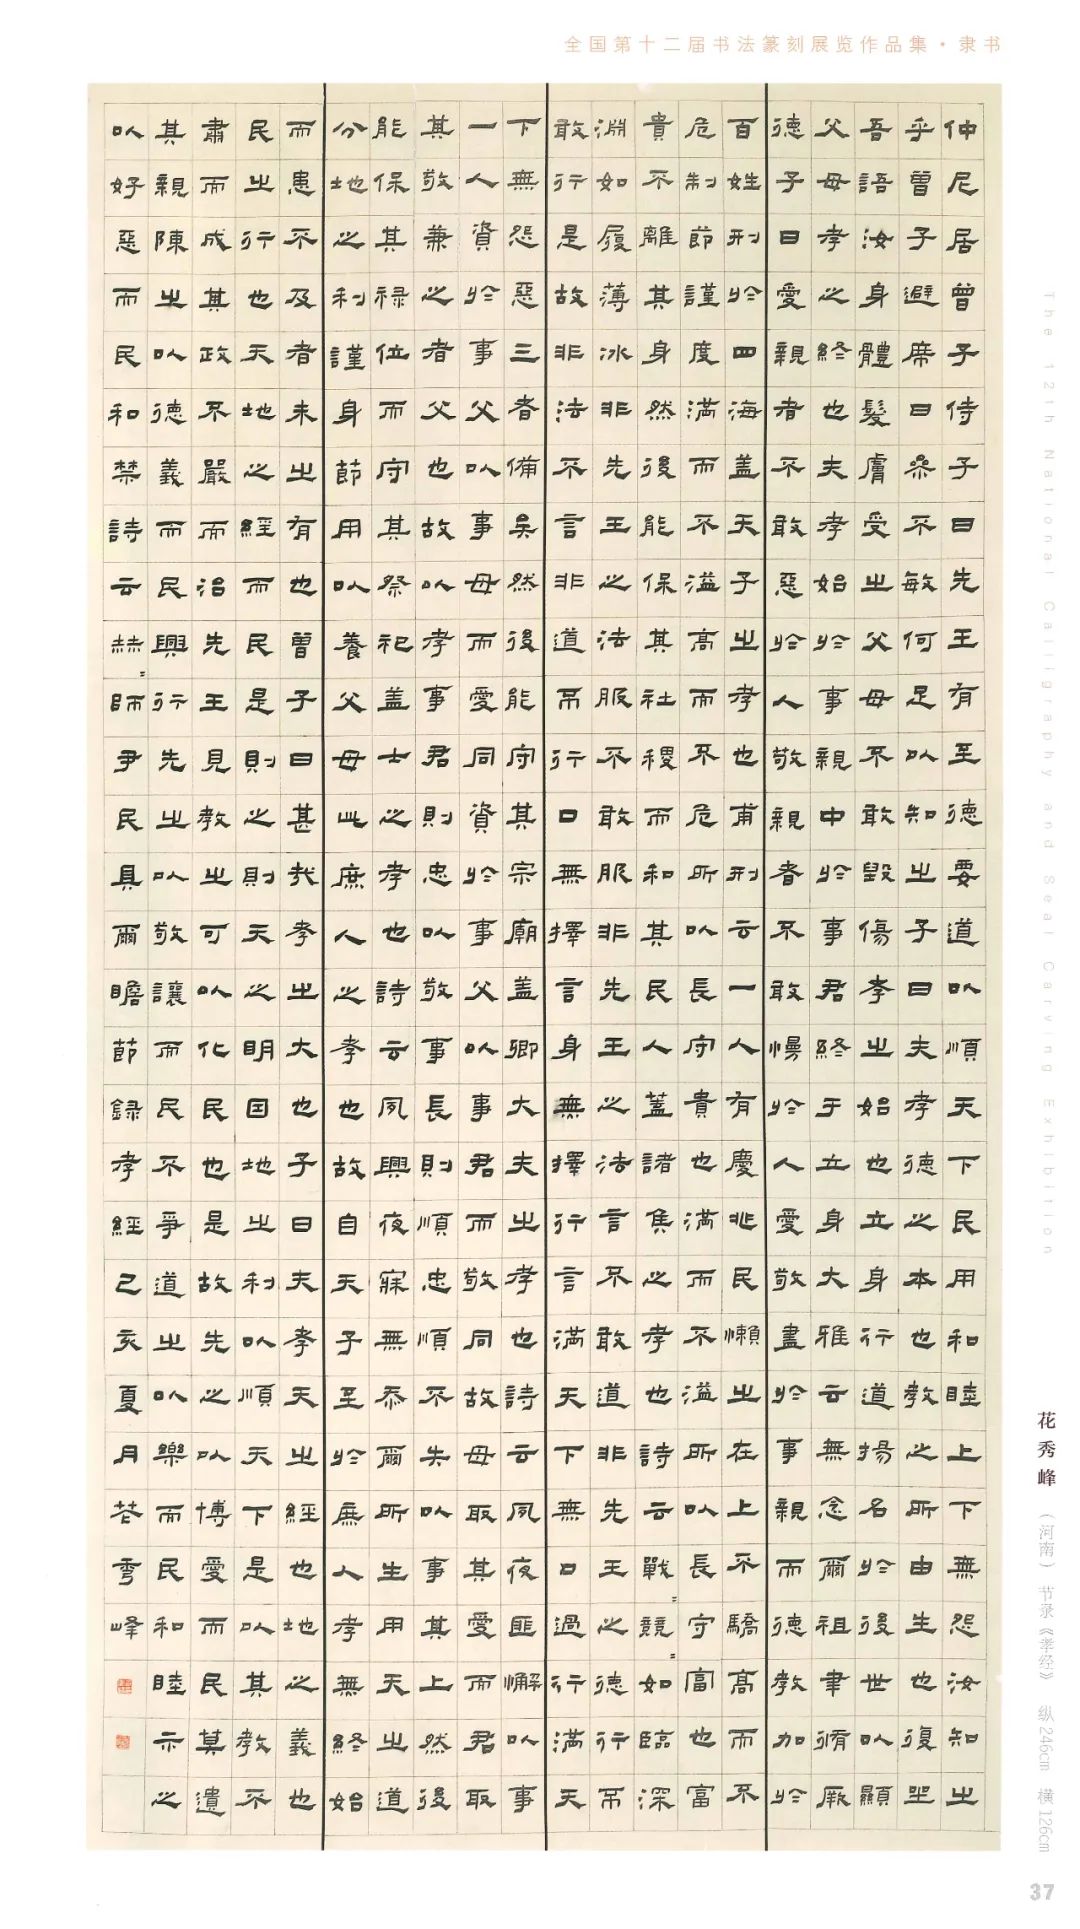 全国第十二届书法篆刻展览作品集·隶书
仲尼居曾子侍子曰先王有至德要道以順天下民用和睦上下無怨汝知之
乎曾子避席曰參不敏何足以知之子曰夫孝德之本也教之所由生也復坐
吾語汝身體髮膚受之父母不敢毀傷孝之始也立身行道揚名於後世以顯
父母孝之終也夫孝始於事親中於事君終于立身大雅云無念爾祖聿脩厥
德子曰愛親者不敢惡於人敬親者不敢慢於人愛敬盡於事親而德教加於
百姓刑於四海蓋天子之孝也甫刑云一人有慶兆民懶之在上不驕高而不
危制節謹度滿而不溢高而不危所以長守貴也滿而不溢所以長守富也富
貴不離其身然後能保其社稷而和其民人蓋諸侯之孝也詩云戰〻競〻如臨深
淵如履薄冰非先王之法服不敢服非先王之法言不敢道非先王之德行不
敢行是故非法不言非道不行口無擇言身無擇行言滿天下無口過行滿天
下無怨惡三者備矣然後能守其宗廟蓋卿大夫之孝也詩云夙夜匪懈以事
一人資於事父以事母而愛同資於事父以事君而敬同故母取其愛而君取
其敬兼之者父也故以孝事君則忠以敬事長則順忠順不失以事其上然後
能保其祿位而守其祭祀蓋士之孝也詩云夙興夜寐無忝爾所生用天之道
分地之利謹身節用以養父母此庶人之孝也故自天子至於庶人孝無終始
而患不及者未之有也曾子曰甚哉孝之大也子曰夫孝天之經也地之義也
民之行也天地之經而民是則之則天之明因地之利以順天下是以其教不
肅而成其政不嚴而治先王見教之可以化民也是故先之以博愛而民莫遺
其親陳之以德義而民興行先之以敬讓而民不爭道之以樂而民和睦示之
以好惡而民和禁詩云赫〻師尹民具爾瞻節錄孝經己亥夏月花秀峰
The 12th National Calligraphy and Seal Carving Exhibition
花秀峰（河南） 节录《孝经》 纵246cm 横126cm
37